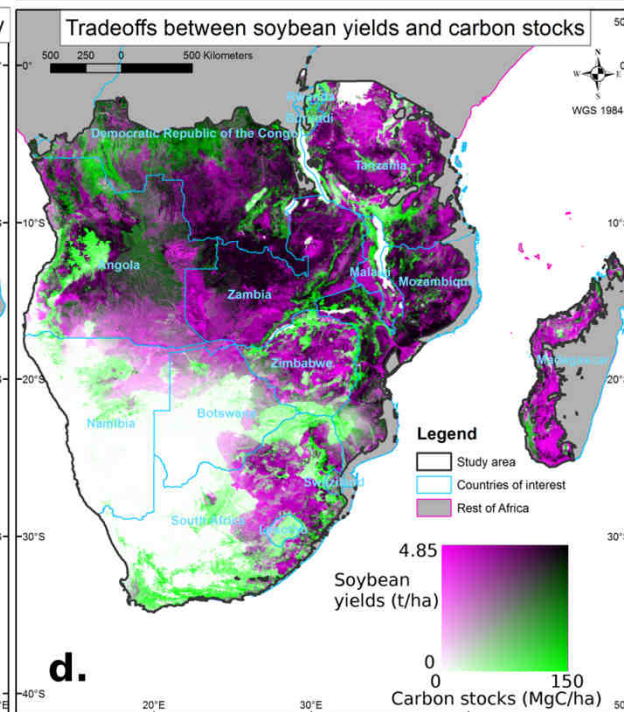 Tradeoffs between soybean yields and carbon stocks
500 250 0 500 Kilometers
N
W E
S
WGS 1984
0°
Rwanda
Burundi
Democratic Republic of the Congo
Tanzania
10°S
Angola
Malawi
Zambia
Mozambique
Zimbabwe
Madagascar
20°S
Namibia
Botswana
Legend
Study area
Swaziland
Countries of interest
South Africa
Rest of Africa
Lesotho
30°S
4.85
Soybean
yields (t/ha)
0
0 150
Carbon stocks (MgC/ha)
d.
40°S
20°E 30°E